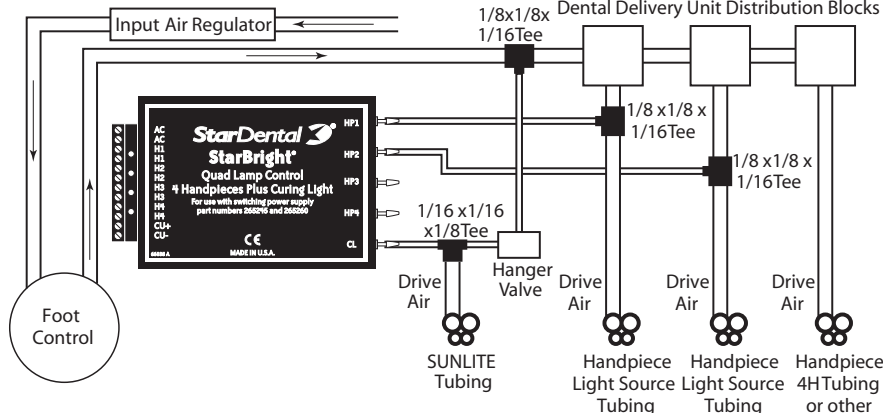 Dental Delivery Unit Distribution Blocks
1/8x1/8x
1/16Tee
Input Air Regulator
StarDental
StarBright®
Quad Lamp Control
4 Handpieces Plus Curing Light
For use with switching power supply
part numbers 265245 and 265260
CE
MADE IN U.S.A.
AC
AC
H1
H1
H2
H2
H3
H3
H4
H4
CU+
CU-
HP1
HP2
HP3
HP4
CL
1/8 x1/8 x
1/16Tee
1/8 x1/8 x
1/16Tee
1/16 x1/16
x1/8Tee
Hanger
Valve
Foot
Control
Drive
Air
Drive
Air
Drive
Air
Drive
Air
SUNLITE
Tubing
Handpiece
Light Source
Tubing
Handpiece
Light Source
Tubing
Handpiece
4H Tubing
or other